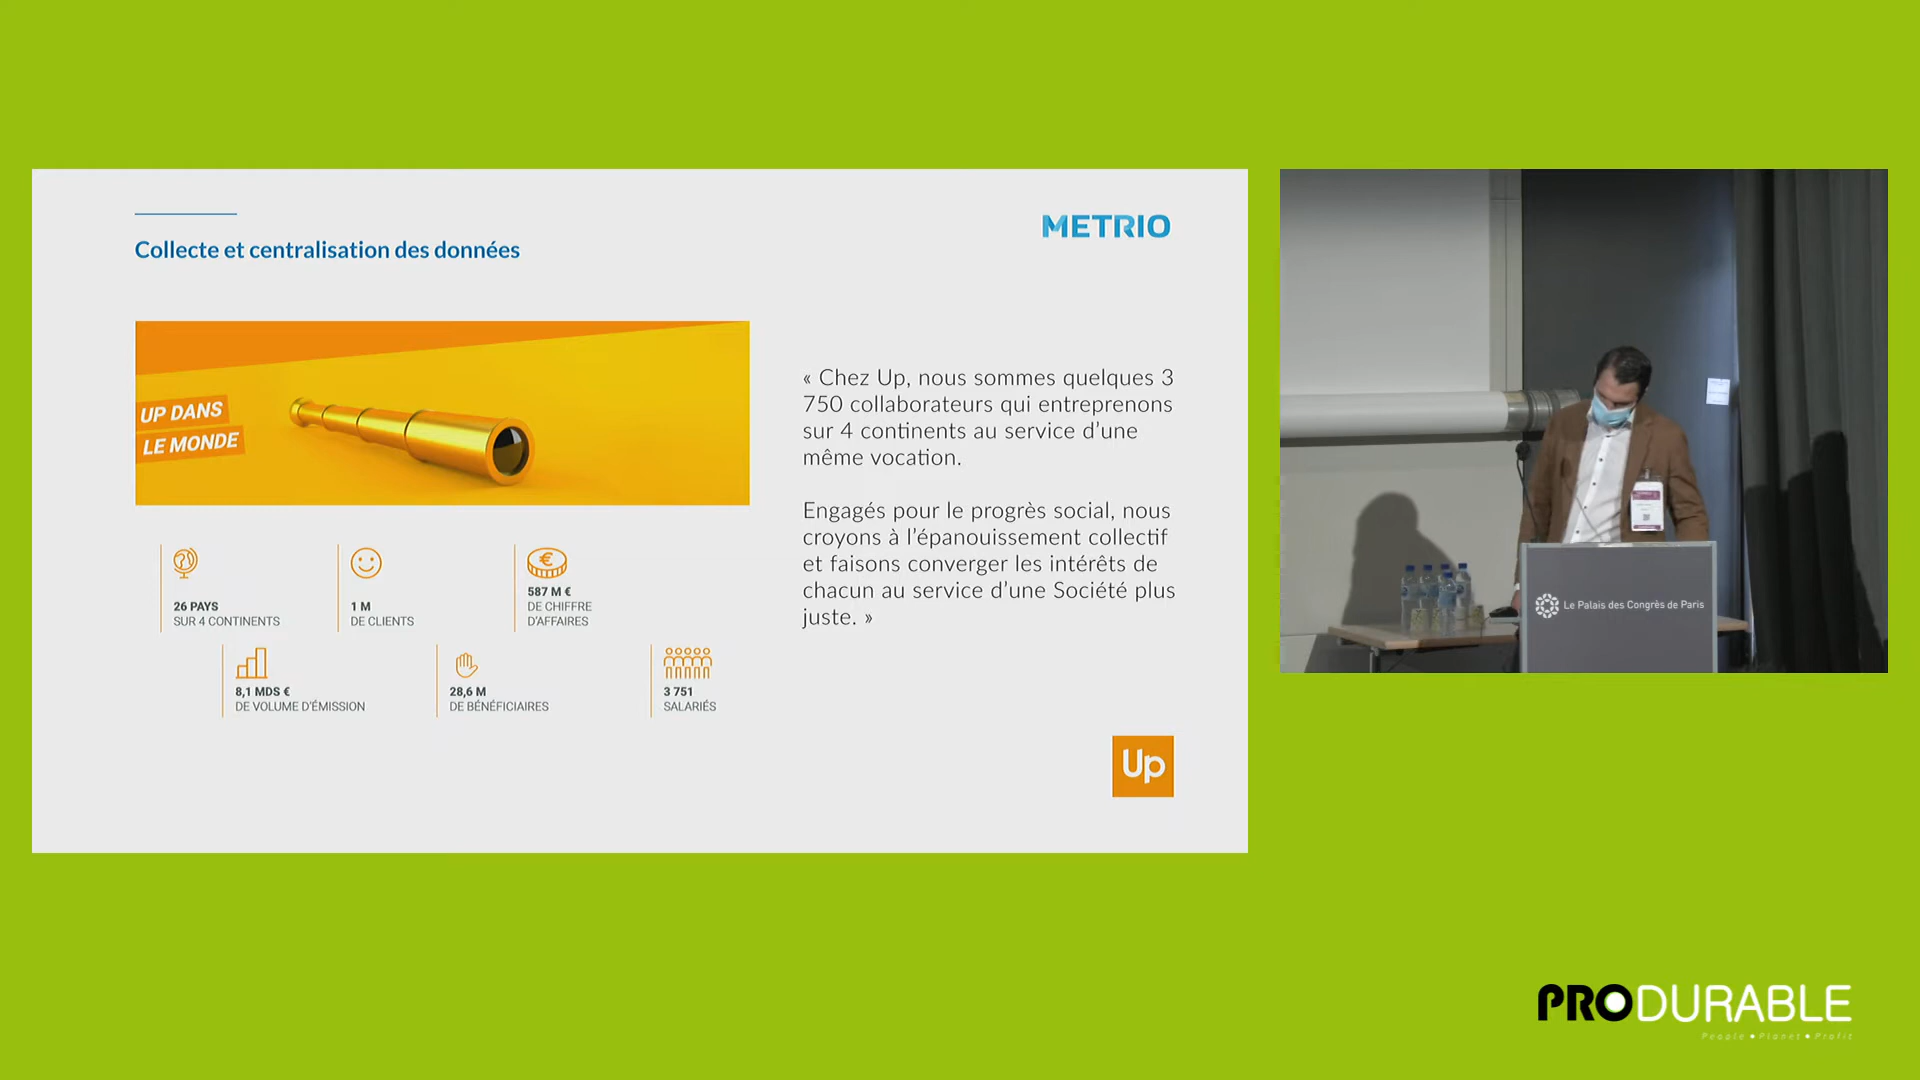 Collecte et centralisation des données
METRIO
UP DANS
LE MONDE
26 PAYS
SUR 4 CONTINENTS
1 M
DE CLIENTS
587 M €
DE CHIFFRE
D'AFFAIRES
8,1 MDS €
DE VOLUME D'ÉMISSION
28,6 M
DE BÉNÉFICIAIRES
3 751
SALARIÉS
« Chez Up, nous sommes quelques 3
750 collaborateurs qui entreprenons
sur 4 continents au service d’une
même vocation.
Engagés pour le progrès social, nous
croyons à l’épanouissement collectif
et faisons converger les intérêts de
chacun au service d’une Société plus
juste. »
Up
Le Palais des Congrès de Paris
PRODURABLE
People • Planet • Profit